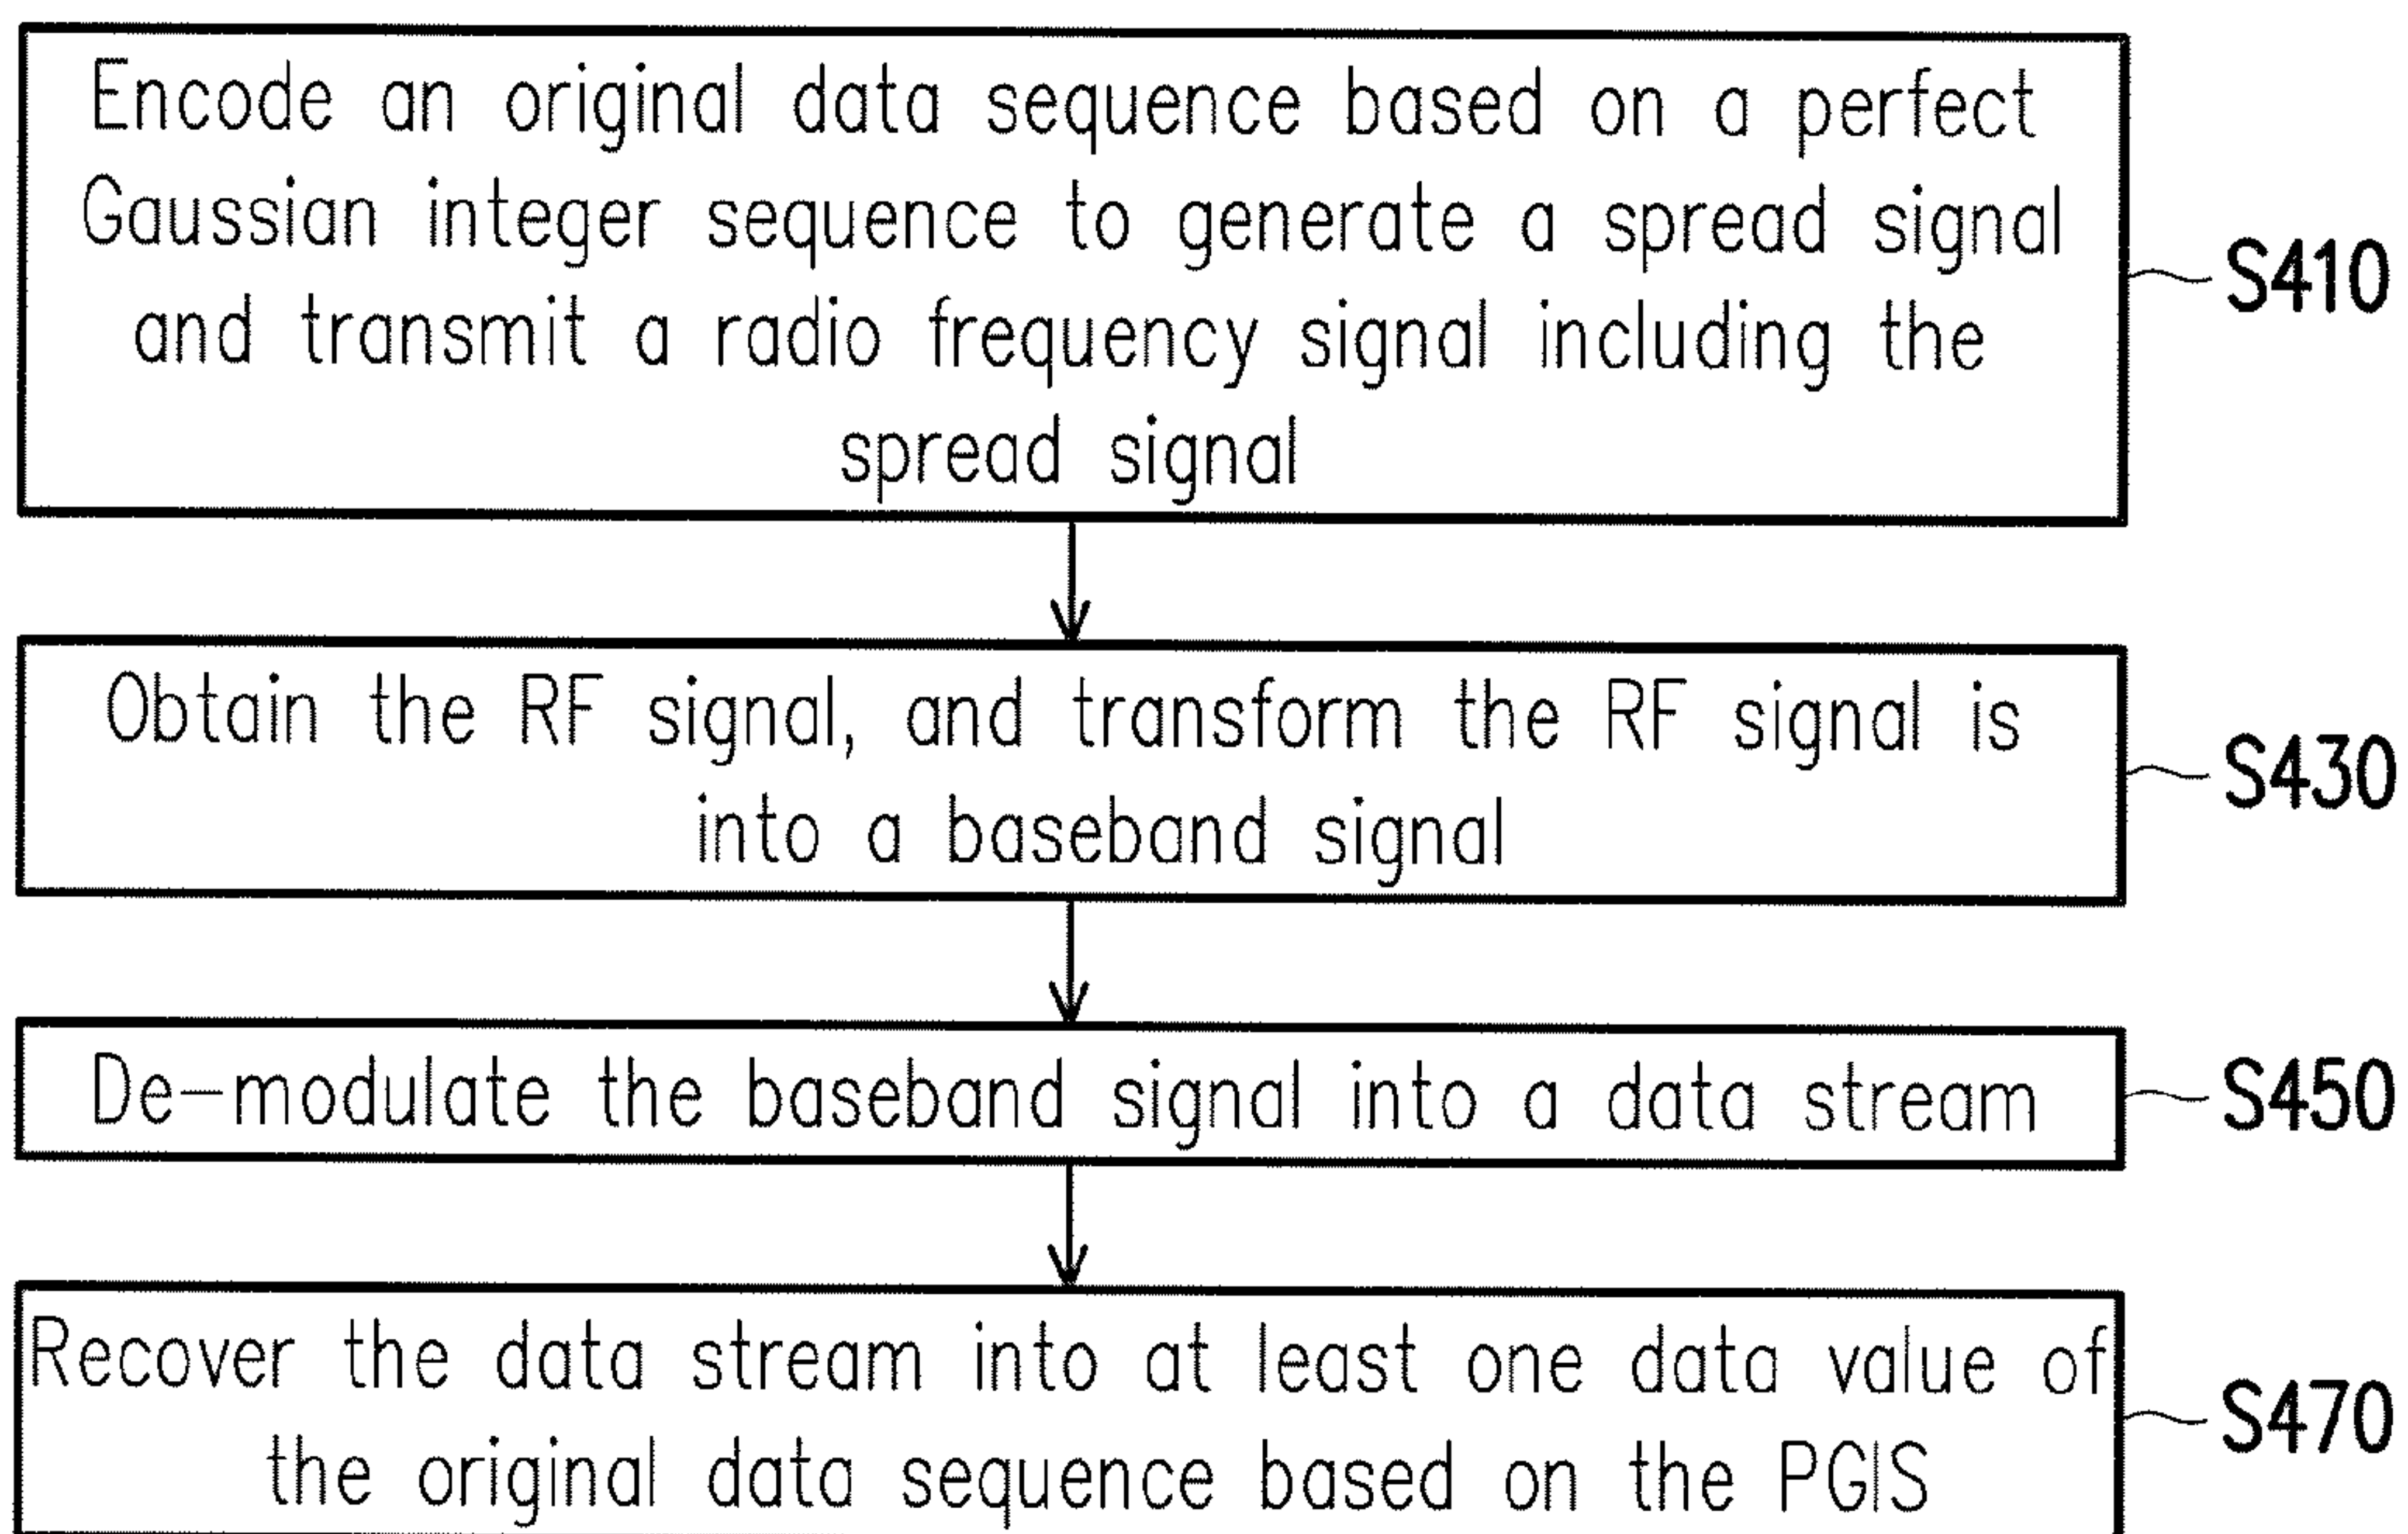 Encode an original data sequence based on a perfect
Gaussian integer sequence to generate a spread signal
and transmit a radio frequency signal including the
spread signal
S410
Obtain the RF signal, and transform the RF signal is
into a baseband signal
S430
De-modulate the baseband signal into a data stream
S450
Recover the data stream into at least one data value of
the original data sequence based on the PGIS
S470